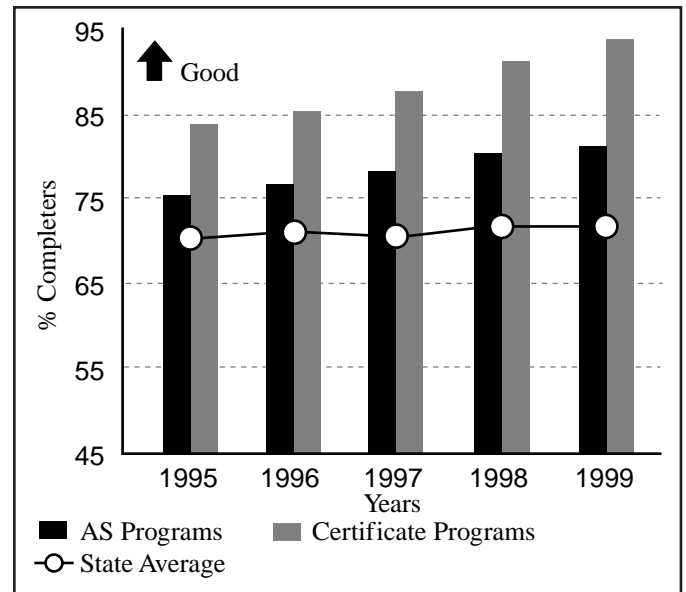 95
Good
85
75
65
55
45
% Completers
1995 1996 1997 1998 1999
Years
AS Programs Certificate Programs
State Average